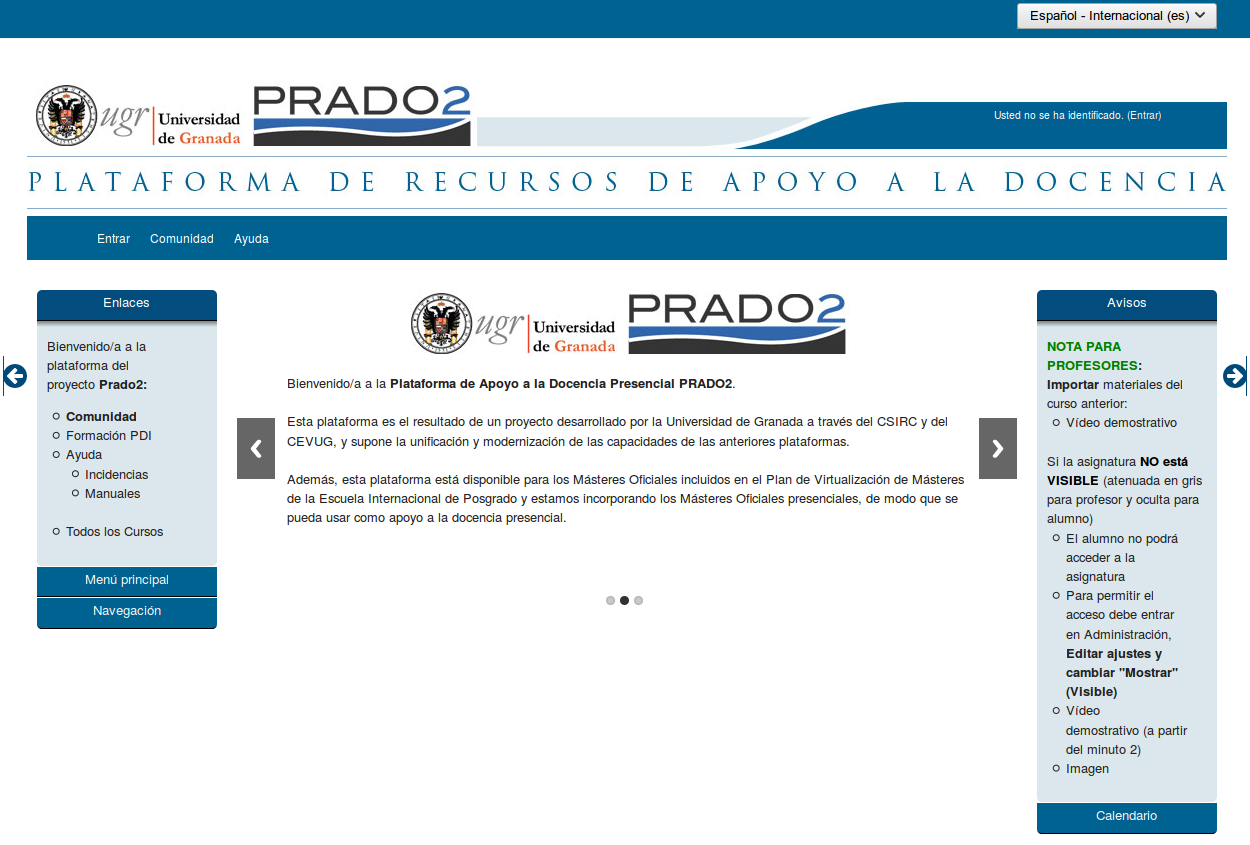 Español - Internacional (es)
ugr Universidad
de Granada
PRADO2
Usted no se ha identificado. (Entrar)
PLATAFORMA DE RECURSOS DE APOYO A LA DOCENCIA
Entrar Comunidad Ayuda
Enlaces
Bienvenido/a a la
plataforma del
proyecto Prado2:
Comunidad
Formación PDI
Ayuda
Incidencias
Manuales
Todos los Cursos
Menú principal
Navegación
ugr Universidad
de Granada
PRADO2
Bienvenido/a a la Plataforma de Apoyo a la Docencia Presencial PRADO2.
Esta plataforma es el resultado de un proyecto desarrollado por la Universidad de Granada a través del CSIRC y del
CEVUG, y supone la unificación y modernización de las capacidades de las anteriores plataformas.
Además, esta plataforma está disponible para los Másteres Oficiales incluidos en el Plan de Virtualización de Másteres
de la Escuela Internacional de Posgrado y estamos incorporando los Másteres Oficiales presenciales, de modo que se
pueda usar como apoyo a la docencia presencial.
Avisos
NOTA PARA
PROFESORES:
Importar materiales del
curso anterior:
Vídeo demostrativo
Si la asignatura NO está
VISIBLE (atenuada en gris
para profesor y oculta para
alumno)
El alumno no podrá
acceder a la
asignatura
Para permitir el
acceso debe entrar
en Administración,
Editar ajustes y
cambiar "Mostrar"
(Visible)
Vídeo
demostrativo (a partir
del minuto 2)
Imagen
Calendario